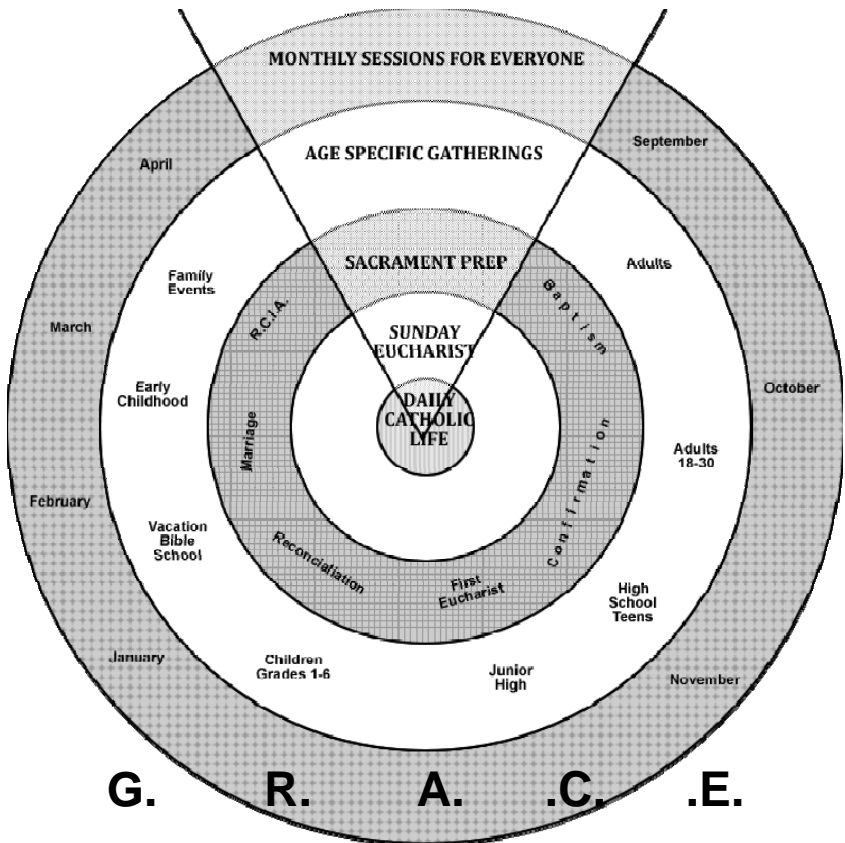 MONTHLY SESSIONS FOR EVERYONE
AGE SPECIFIC GATHERINGS
SACRAMENT PREP
SUNDAY
EUCHARIST
DAILY
CATHOLIC
LIFE
September
October
November
January
February
March
April
Adults
Adults
18-30
High
School
Teens
Junior
High
Children
Grades 1-6
Vacation
Bible
School
Early
Childhood
Family
Events
Baptism
Confirmation
First
Eucharist
Reconciatiation
Marriage
R.C.I.A.
G. R. A. .C. .E.